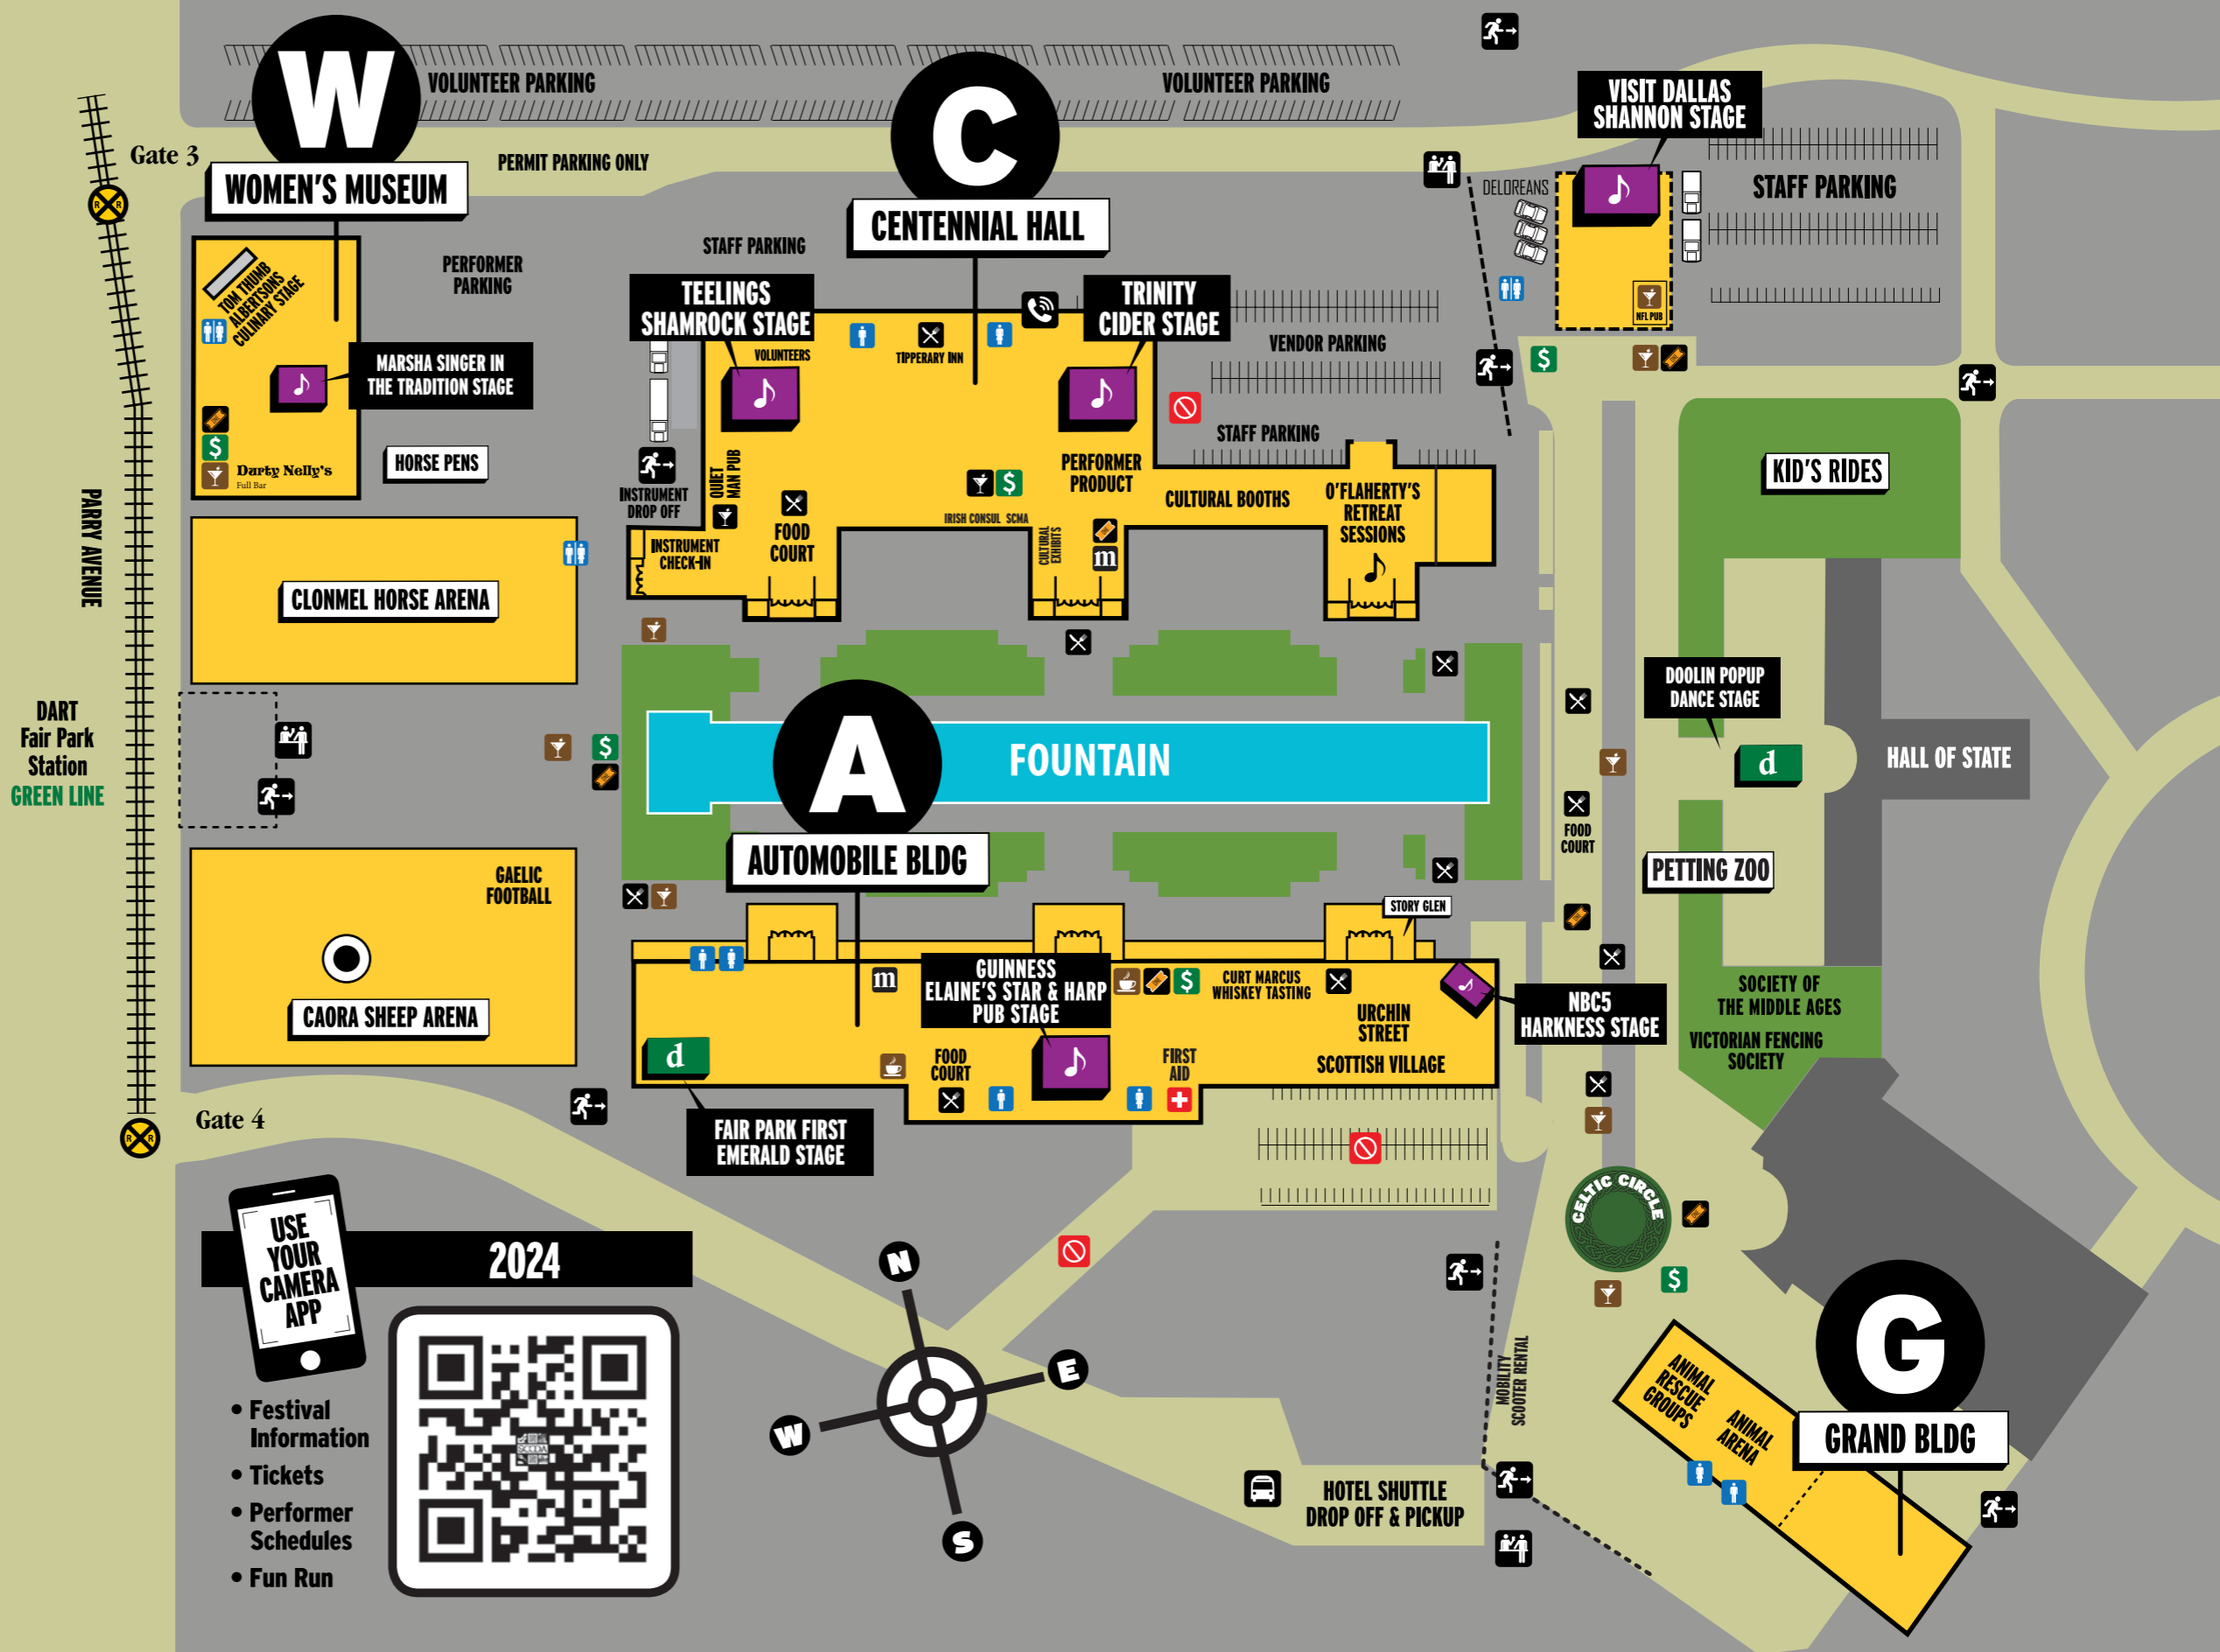 W
VOLUNTEER PARKING
C
VOLUNTEER PARKING
VISIT DALLAS
SHANNON STAGE
Gate 3
PERMIT PARKING ONLY
WOMEN'S MUSEUM
CENTENNIAL HALL
DELOREANS
STAFF PARKING
R R
STAFF PARKING
PERFORMER
PARKING
TOM THUMB
ALBERTSONS
CULINARY STAGE
TEELINGS
SHAMROCK STAGE
TRINITY
CIDER STAGE
NFL PUB
VOLUNTEERS
TIPPERARY INN
VENDOR PARKING
MARSHA SINGER IN
THE TRADITION STAGE
STAFF PARKING
HORSE PENS
Durty Nelly's
Full Bar
INSTRUMENT
DROP OFF
QUIET
MAN PUB
PERFORMER
PRODUCT
CULTURAL BOOTHS
O'FLAHERTY'S
RETREAT
SESSIONS
KID'S RIDES
IRISH CONSUL SCMA
FOOD
COURT
CULTURAL
EXHIBITS
m
INSTRUMENT
CHECK-IN
PARRY AVENUE
CLONMEL HORSE ARENA
DOOLIN POPUP
DANCE STAGE
d
HALL OF STATE
DART
Fair Park
Station
GREEN LINE
A
FOUNTAIN
FOOD
COURT
AUTOMOBILE BLDG
PETTING ZOO
GAELIC
FOOTBALL
STORY GLEN
CAORA SHEEP ARENA
m
GUINNESS
ELAINE'S STAR & HARP
PUB STAGE
CURT MARCUS
WHISKEY TASTING
URCHIN
STREET
SCOTTISH VILLAGE
NBC5
HARKNESS STAGE
SOCIETY OF
THE MIDDLE AGES
VICTORIAN FENCING
SOCIETY
d
FOOD
COURT
FIRST
AID
Gate 4
R R
FAIR PARK FIRST
EMERALD STAGE
CELTIC CIRCLE
USE
YOUR
CAMERA
APP
2024
N
E
W
S
G
GRAND BLDG
MOBILITY
SCOOTER RENTAL
ANIMAL
RESCUE
GROUPS
ANIMAL
ARENA
• Festival
Information
• Tickets
• Performer
Schedules
• Fun Run
HOTEL SHUTTLE
DROP OFF & PICKUP